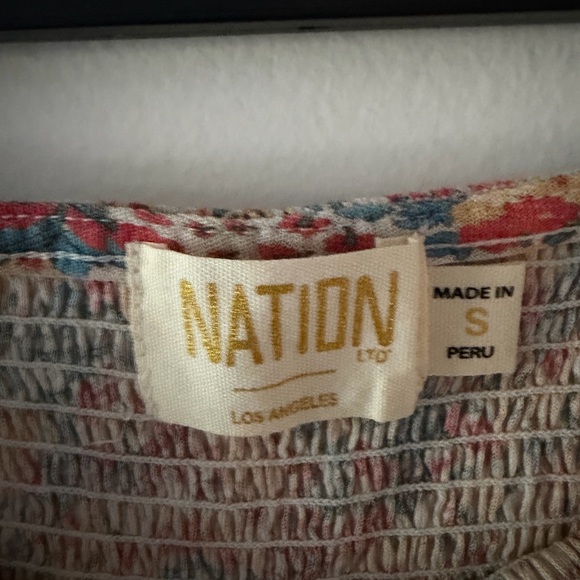 NATION
LTD
LOS ANGELES
MADE IN
S
PERU